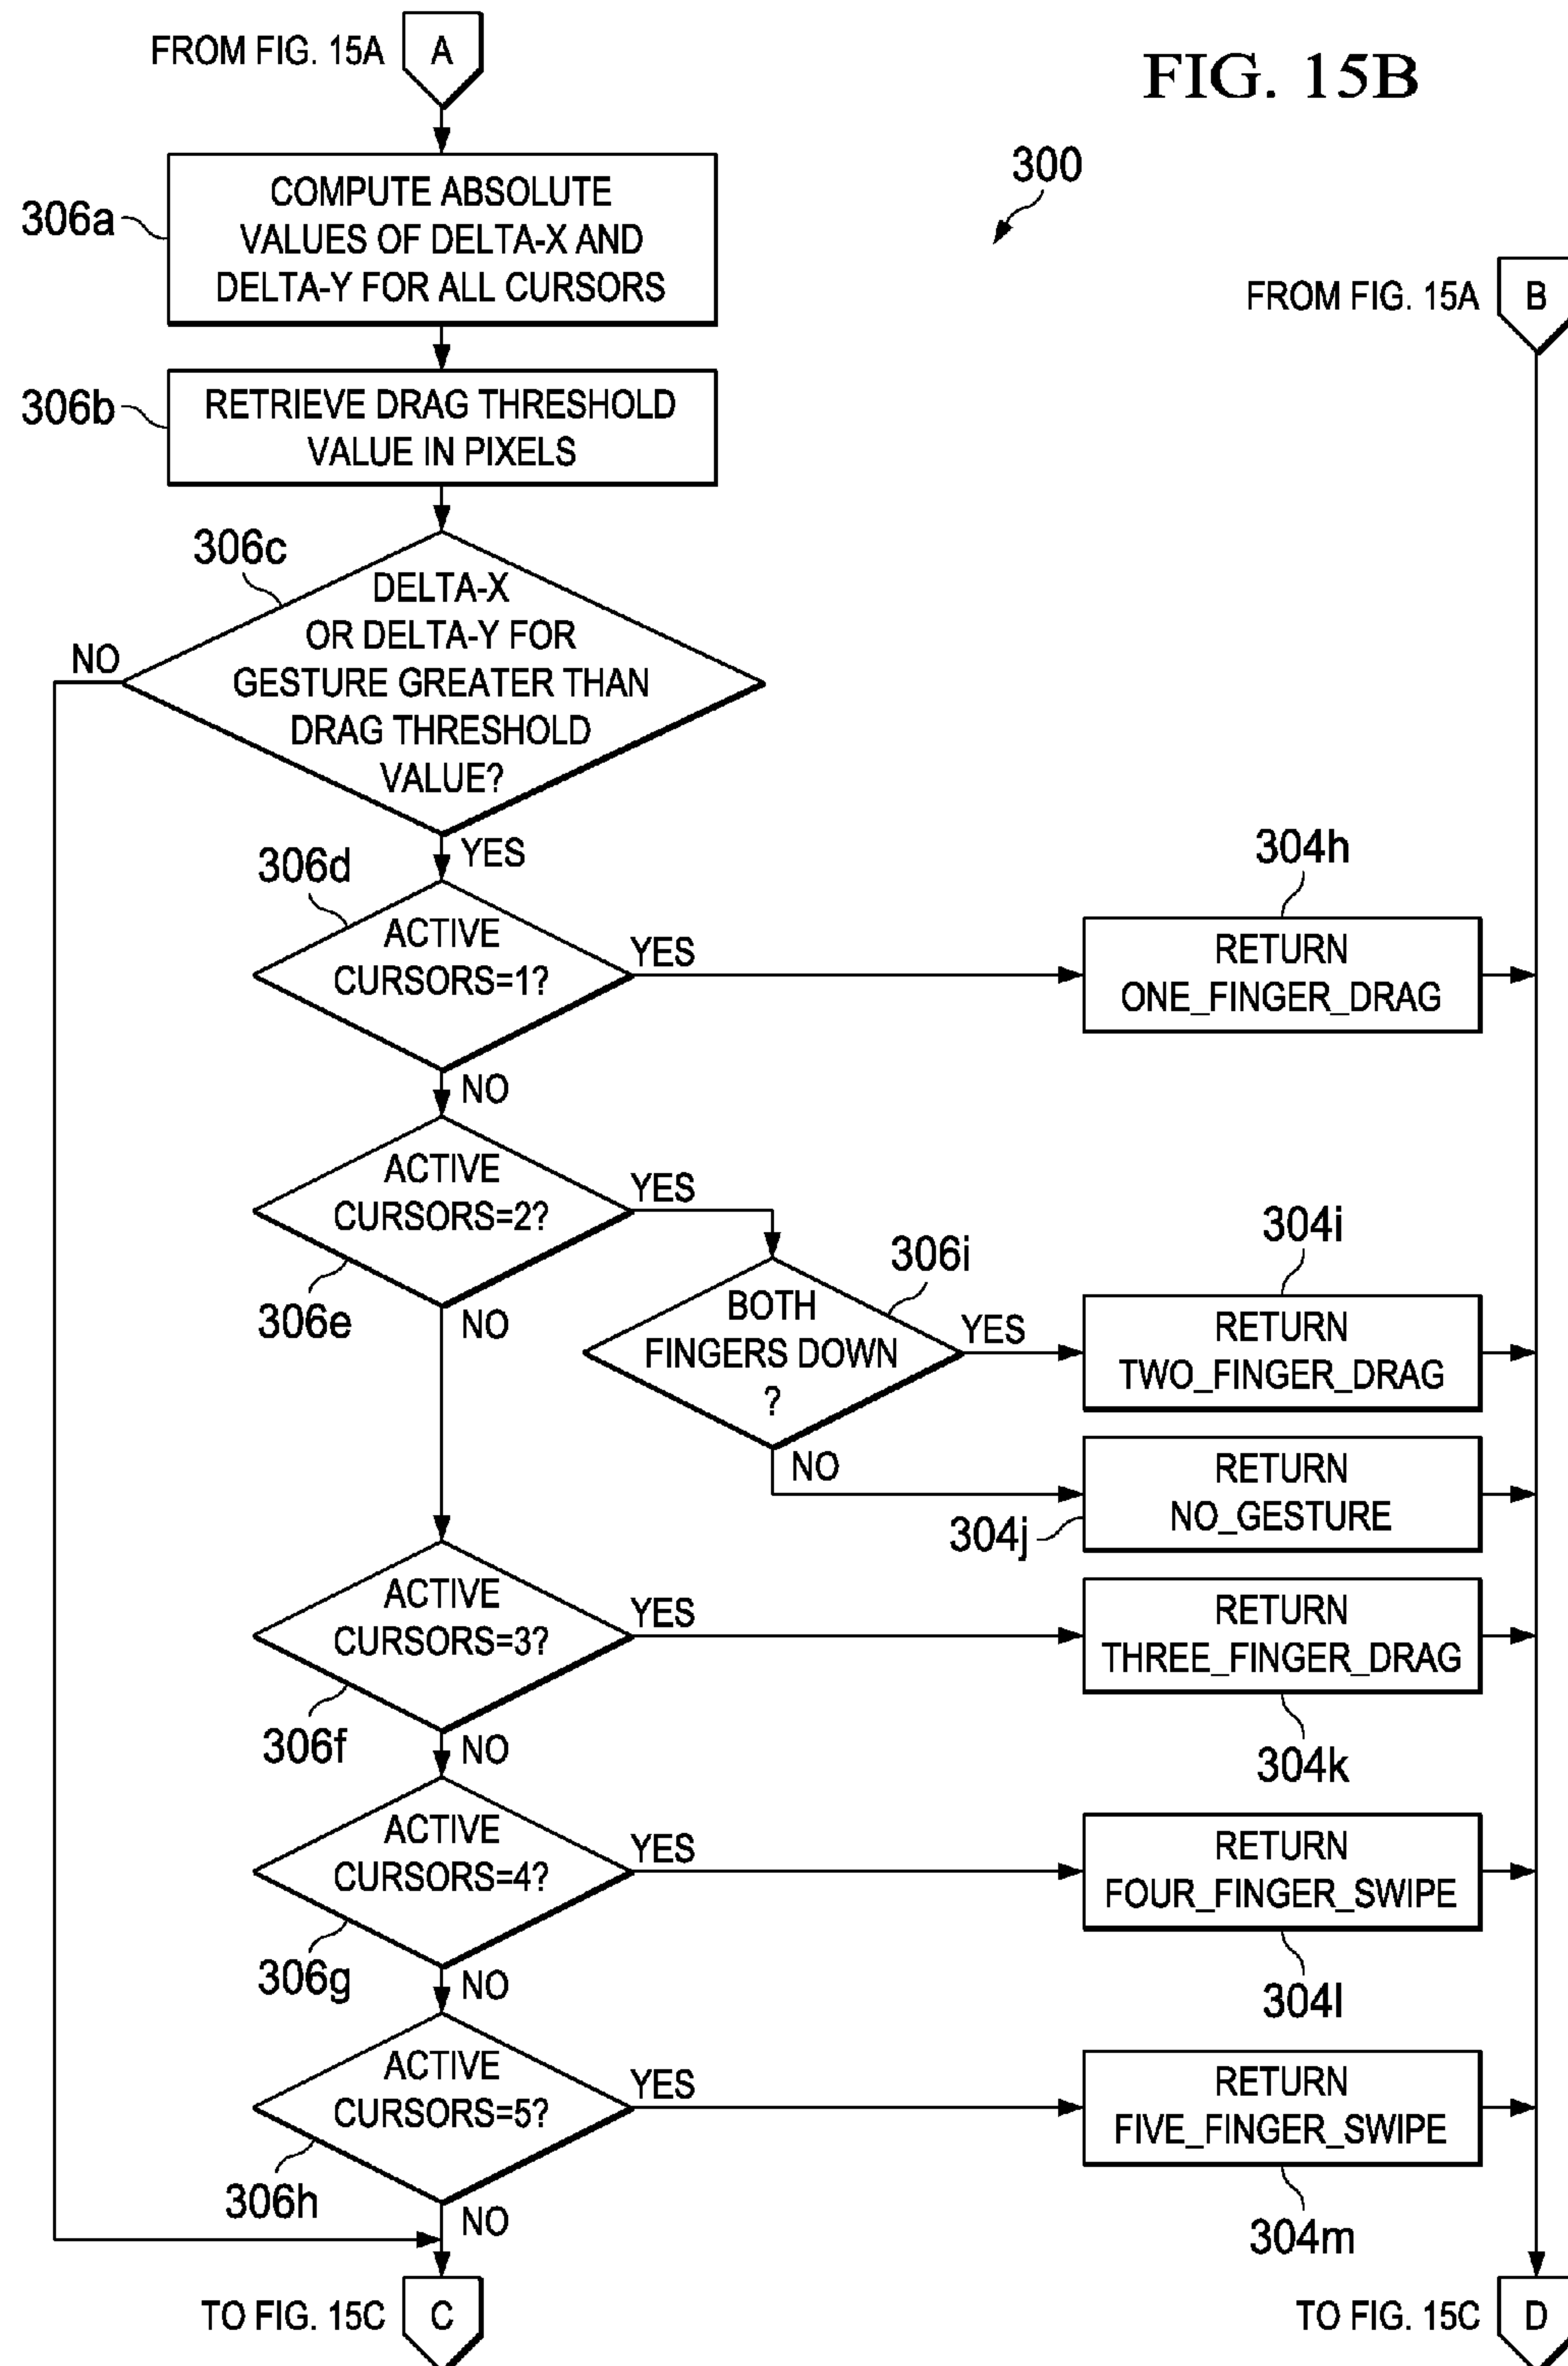 FROM FIG. 15A
A
FIG. 15B
300
306a
COMPUTE ABSOLUTE
VALUES OF DELTA-X AND
DELTA-Y FOR ALL CURSORS
FROM FIG. 15A
B
306b
RETRIEVE DRAG THRESHOLD
VALUE IN PIXELS
306c
DELTA-X
OR DELTA-Y FOR
GESTURE GREATER THAN
DRAG THRESHOLD
VALUE?
NO
YES
306d
ACTIVE
CURSORS=1?
YES
304h
RETURN
ONE_FINGER_DRAG
NO
ACTIVE
CURSORS=2?
YES
306e
NO
306i
BOTH
FINGERS DOWN
?
YES
304i
RETURN
TWO_FINGER_DRAG
NO
304j
RETURN
NO_GESTURE
ACTIVE
CURSORS=3?
YES
RETURN
THREE_FINGER_DRAG
306f
NO
304k
ACTIVE
CURSORS=4?
YES
RETURN
FOUR_FINGER_SWIPE
306g
NO
304l
ACTIVE
CURSORS=5?
YES
RETURN
FIVE_FINGER_SWIPE
306h
NO
304m
TO FIG. 15C
C
TO FIG. 15C
D